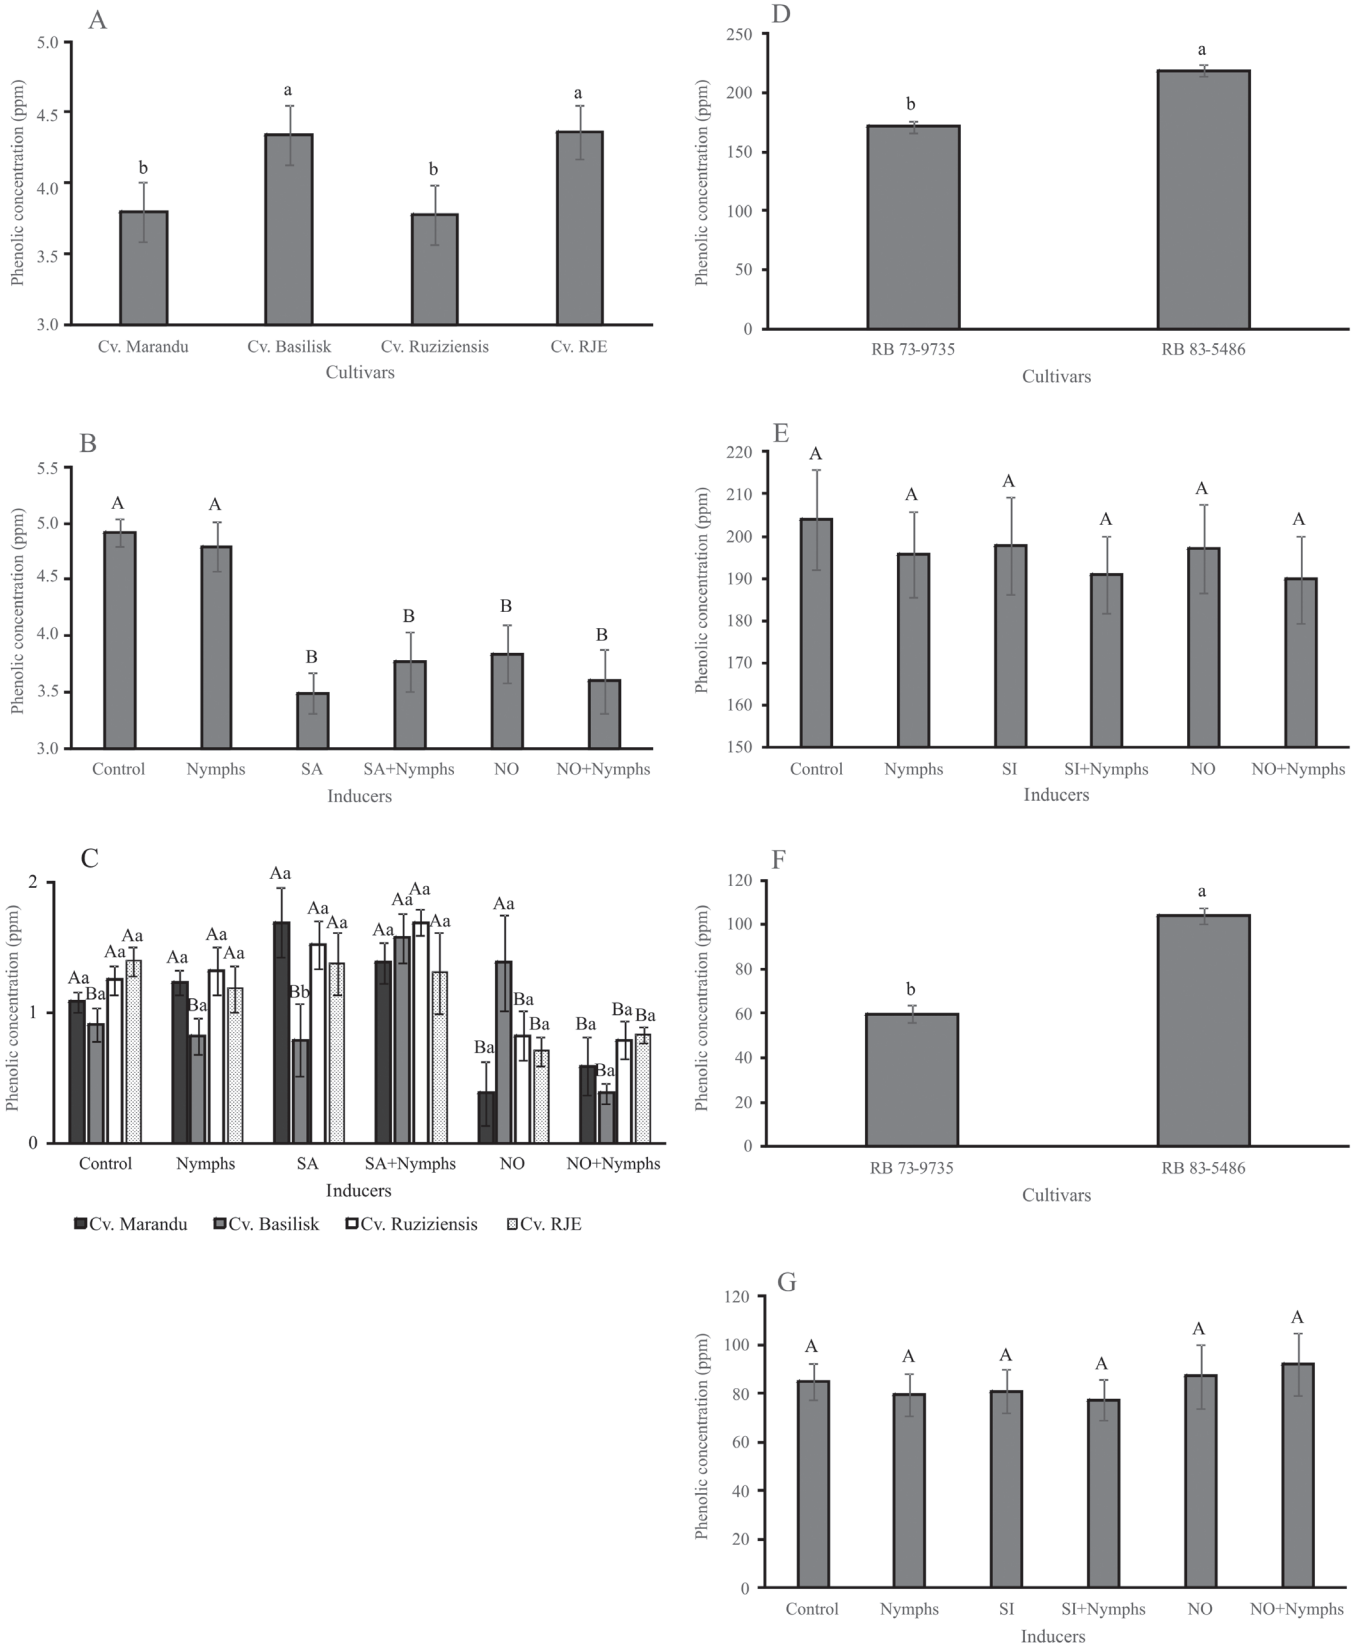 A
Phenolic concentration (ppm)
5.0
4.5
4.0
3.5
3.0
b
a
b
a
Cv. Marandu Cv. Basilisk Cv. Ruziziensis Cv. RJE
Cultivars
B
Phenolic concentration (ppm)
5.5
5.0
4.5
4.0
3.5
3.0
A
A
B
B
B
B
Control Nymphs SA SA+Nymphs NO NO+Nymphs
Inducers
C
Phenolic concentration (ppm)
2
1
0
Aa Ba Aa Aa
Aa Ba Aa Aa
Aa Bb Aa Aa
Aa Aa Aa Aa
Ba Aa Ba Ba
Ba Ba Ba Ba
Control Nymphs SA SA+Nymphs NO NO+Nymphs
Inducers
Cv. Marandu Cv. Basilisk Cv. Ruziziensis Cv. RJE
D
Phenolic concentration (ppm)
250
200
150
100
50
0
b
a
RB 73-9735 RB 83-5486
Cultivars
E
Phenolic concentration (ppm)
220
210
200
190
180
170
160
150
A
A
A
A
A
A
Control Nymphs SI SI+Nymphs NO NO+Nymphs
Inducers
F
Phenolic concentration (ppm)
120
100
80
60
40
20
0
b
a
RB 73-9735 RB 83-5486
Cultivars
G
Phenolic concentration (ppm)
120
100
80
60
40
20
0
A
A
A
A
A
A
Control Nymphs SI SI+Nymphs NO NO+Nymphs
Inducers